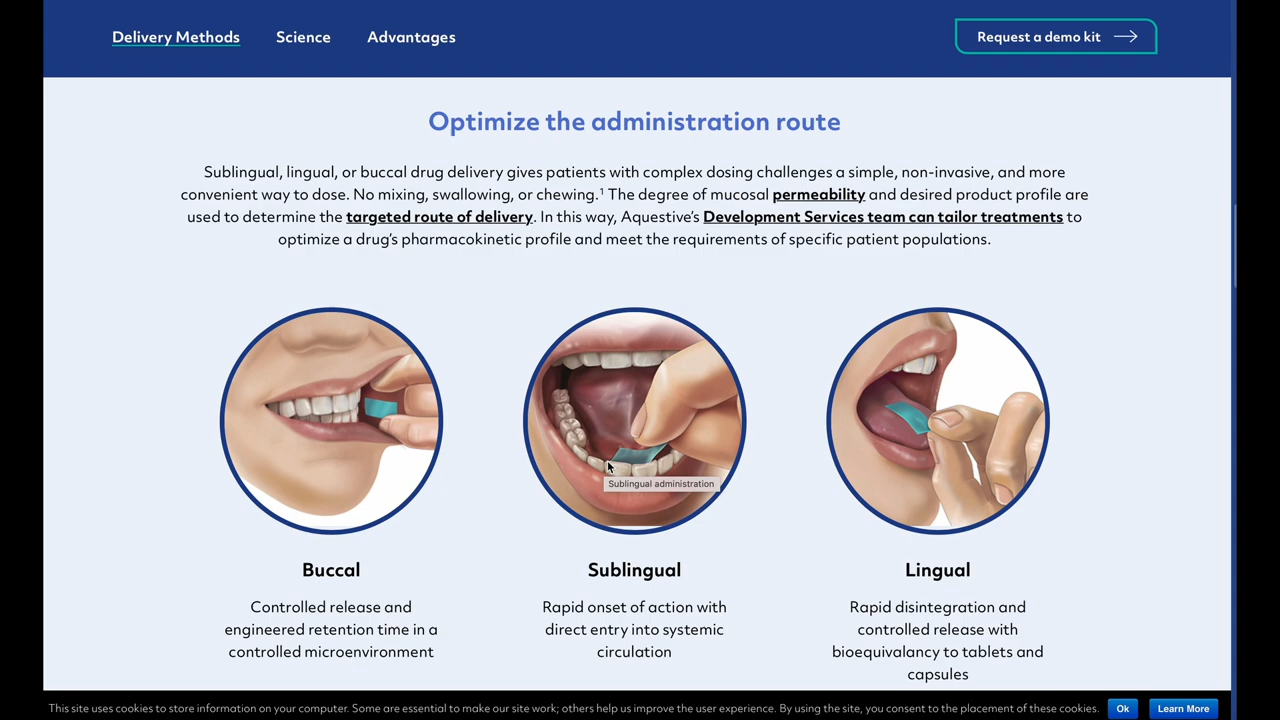 Delivery Methods
Science
Advantages
Request a demo kit
Optimize the administration route
Sublingual, lingual, or buccal drug delivery gives patients with complex dosing challenges a simple, non-invasive, and more
convenient way to dose. No mixing, swallowing, or chewing.¹ The degree of mucosal permeability and desired product profile are
used to determine the targeted route of delivery. In this way, Aquestive’s Development Services team can tailor treatments to
optimize a drug’s pharmacokinetic profile and meet the requirements of specific patient populations.
Sublingual administration
Buccal
Controlled release and
engineered retention time in a
controlled microenvironment
Sublingual
Rapid onset of action with
direct entry into systemic
circulation
Lingual
Rapid disintegration and
controlled release with
bioequivalancy to tablets and
capsules
This site uses cookies to store information on your computer. Some are essential to make our site work; others help us improve the user experience. By using the site, you consent to the placement of these cookies.
Ok
Learn More